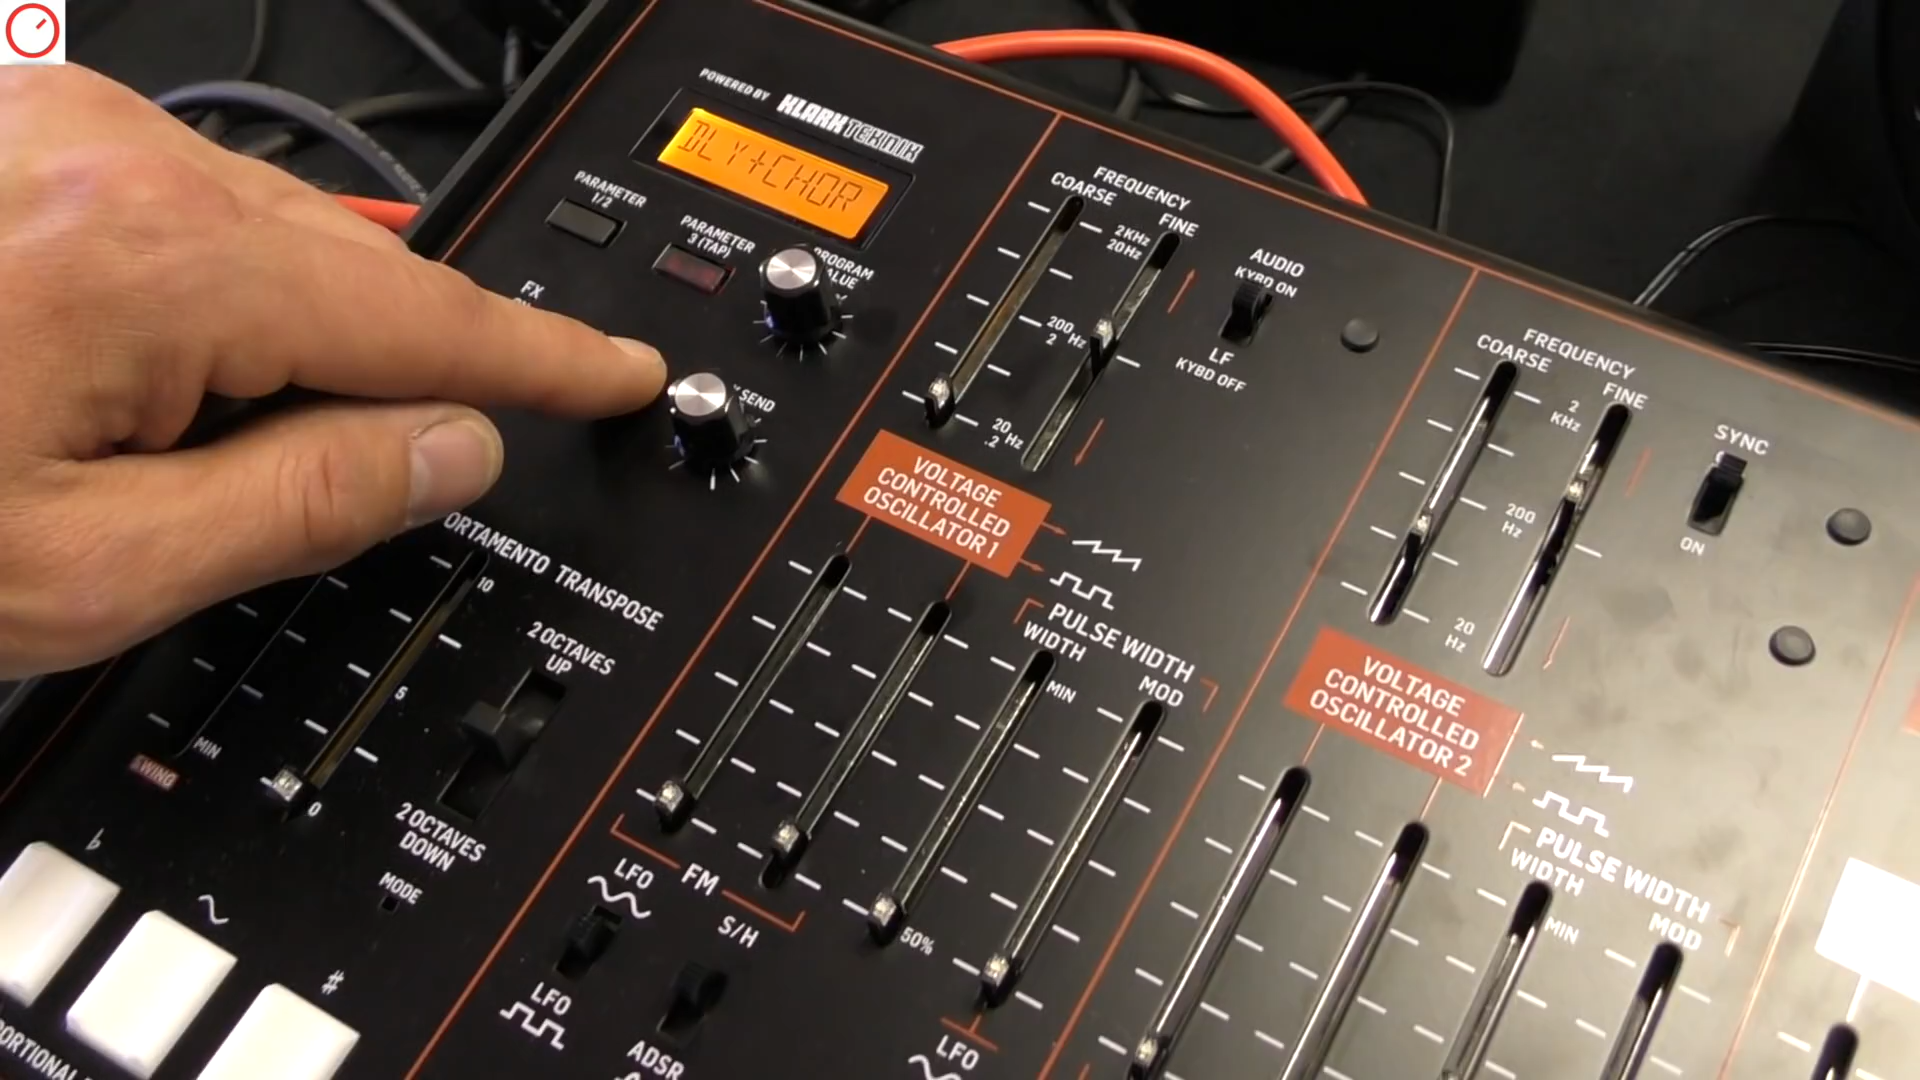 POWERED BY KLARK TEKNIK
DLY+CHOR
PARAMETER
1/2
PARAMETER
3 (TAP)
FX
SEND
PORTAMENTO TRANSPOSE
10
5
0
2 OCTAVES
UP
2 OCTAVES
DOWN
MODE
MIN
SWING
♭
#
FREQUENCY
COARSE
FINE
2KHz
20Hz
200
2 Hz
20
.2 Hz
AUDIO
KYBD ON
LF
KYBD OFF
VOLTAGE
CONTROLLED
OSCILLATOR 1
PULSE WIDTH
WIDTH
MOD
MIN
50%
LFO
FM
S/H
LFO
ADSR
LFO
FREQUENCY
COARSE
FINE
2
KHz
200
Hz
20
Hz
SYNC
ON
VOLTAGE
CONTROLLED
OSCILLATOR 2
PULSE WIDTH
WIDTH
MOD
MIN